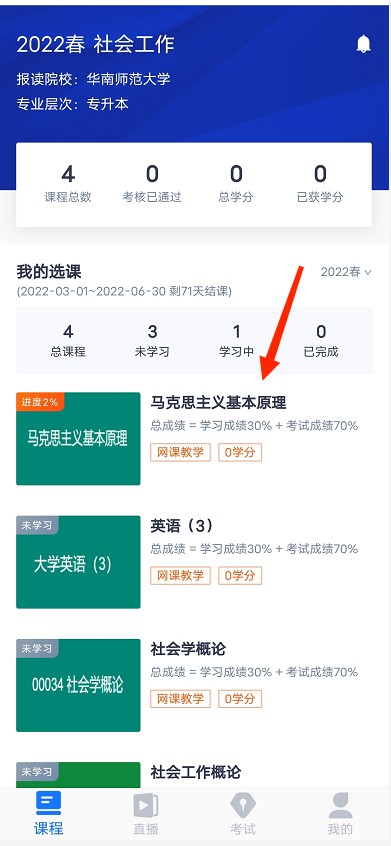 2022春 社会工作
报读院校：华南师范大学
专业层次：专升本
4 0 0 0
课程总数 考核已通过 总学分 已获学分
我的选课 2022春
(2022-03-01~2022-06-30 剩71天结课)
4 3 1 0
总课程 未学习 学习中 已完成
进度2%
马克思主义基本原理
马克思主义基本原理
总成绩 = 学习成绩30% + 考试成绩70%
网课教学 0学分
未学习
大学英语（3）
英语（3）
总成绩 = 学习成绩30% + 考试成绩70%
网课教学 0学分
未学习
00034 社会学概论
社会学概论
总成绩 = 学习成绩30% + 考试成绩70%
网课教学 0学分
未学习
社会工作概论
课程 直播 考试 我的